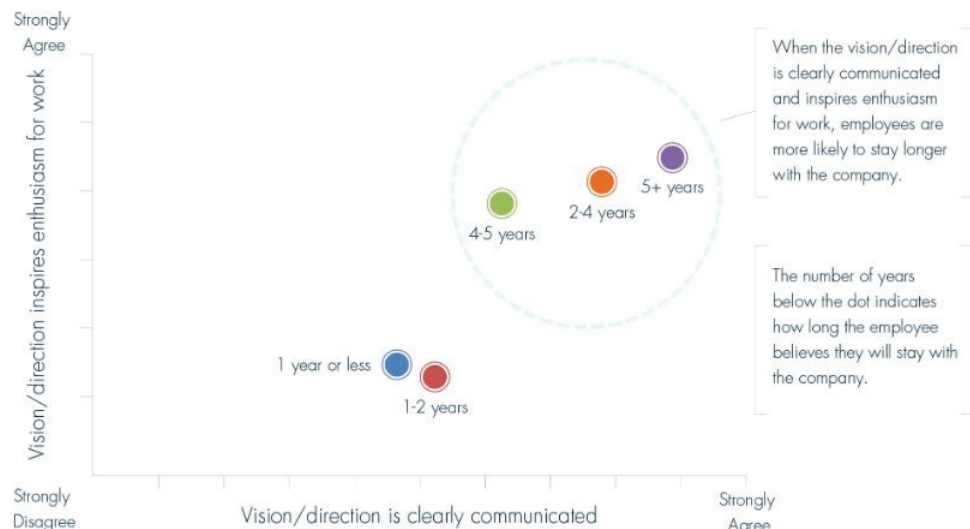 Strongly
Agree
Vision/direction inspires enthusiasm for work
When the vision/direction
is clearly communicated
and inspires enthusiasm
for work, employees are
more likely to stay longer
with the company.
5+ years
2-4 years
4-5 years
The number of years
below the dot indicates
how long the employee
believes they will stay with
the company.
1 year or less
1-2 years
Strongly
Disagree
Vision/direction is clearly communicated
Strongly
Agree